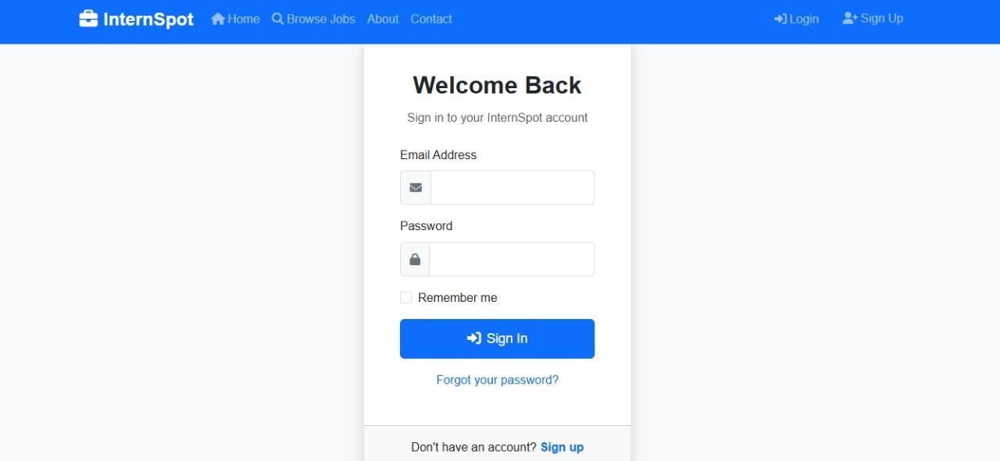 InternSpot Home Browse Jobs About Contact Login Sign Up
Welcome Back
Sign in to your InternSpot account
Email Address
Password
Remember me
Sign In
Forgot your password?
Don't have an account? Sign up